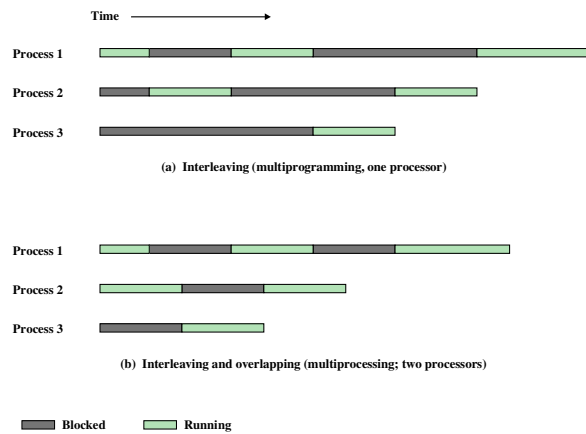 Time
Process 1
Process 2
Process 3
(a) Interleaving (multiprogramming, one processor)
Process 1
Process 2
Process 3
(b) Interleaving and overlapping (multiprocessing; two processors)
Blocked
Running